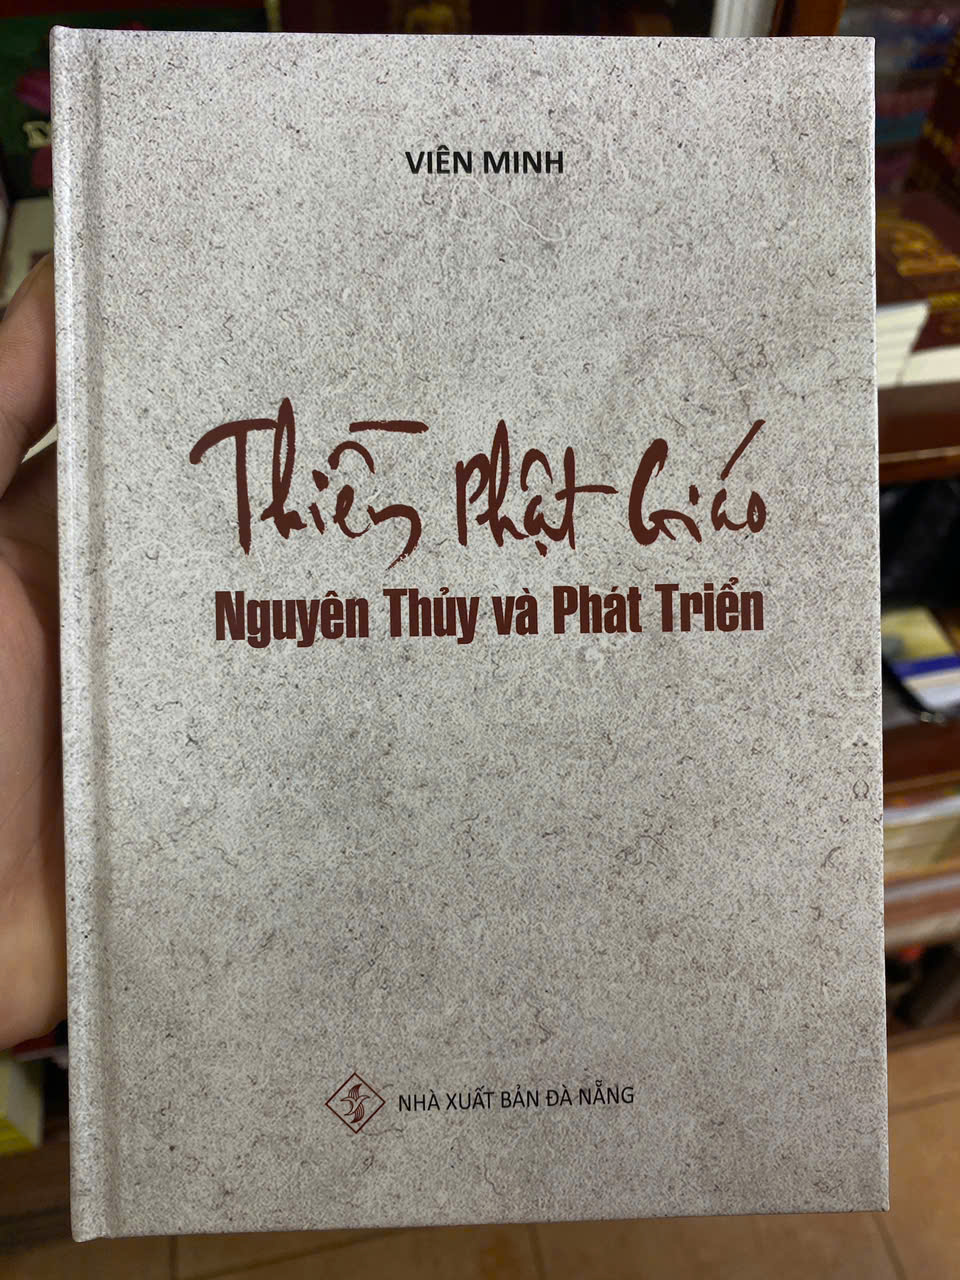 VIÊN MINH
Thiền Phật Giáo
Nguyên Thủy và Phát Triển
NHÀ XUẤT BẢN ĐÀ NẴNG